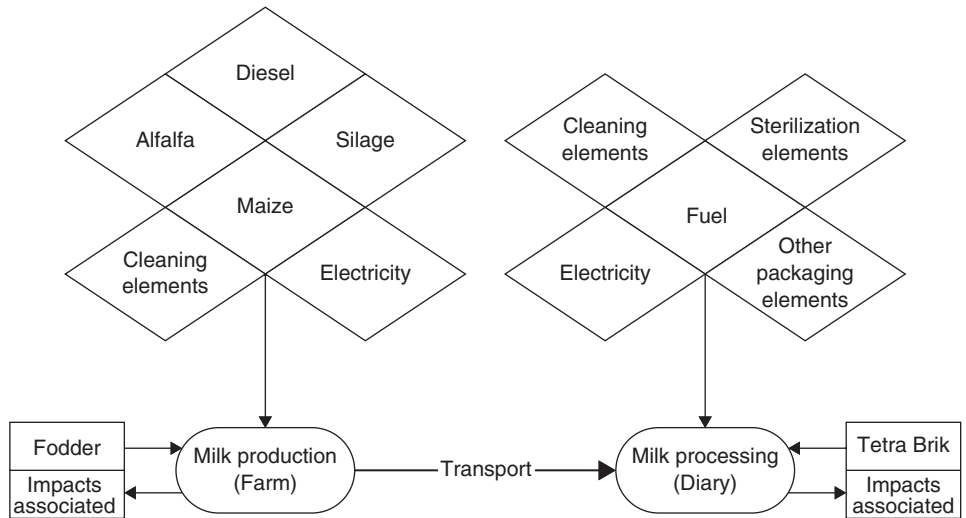 Diesel
Alfalfa
Silage
Maize
Cleaning
elements
Electricity
Cleaning
elements
Sterilization
elements
Fuel
Electricity
Other
packaging
elements
Fodder
Impacts
associated
Milk production
(Farm)
Transport
Milk processing
(Diary)
Tetra Brik
Impacts
associated